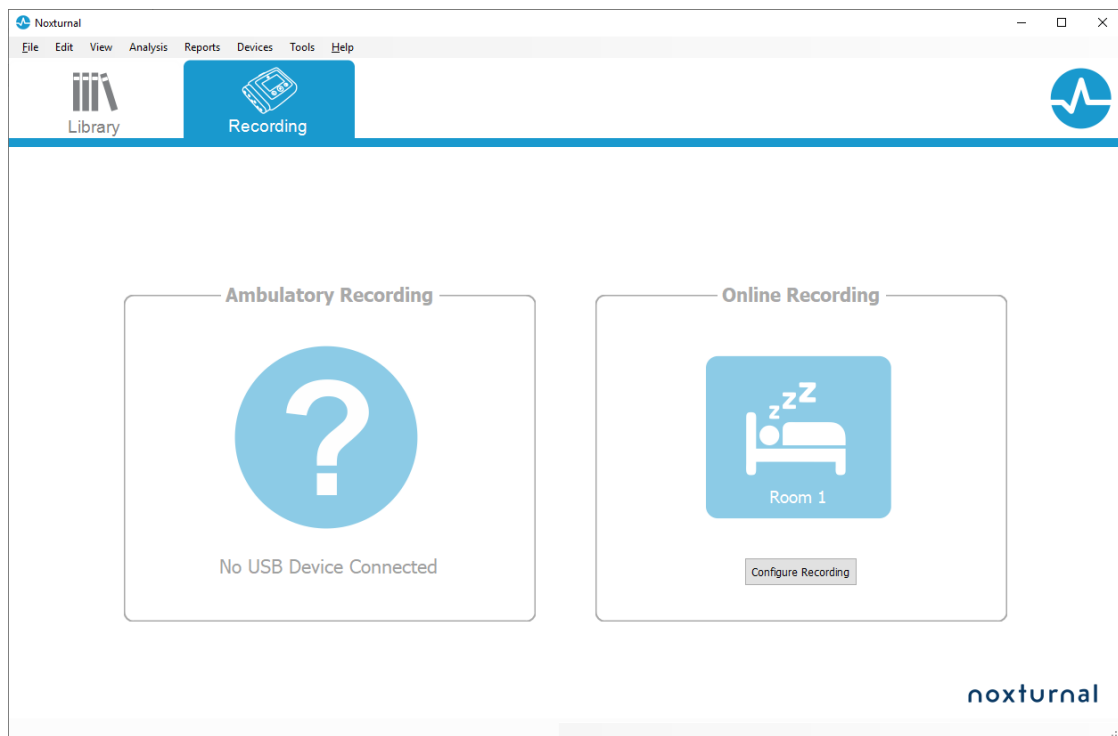 Noxturnal
File Edit View Analysis Reports Devices Tools Help
Library
Recording
Ambulatory Recording
No USB Device Connected
Online Recording
zzz
Room 1
Configure Recording
noxturnal